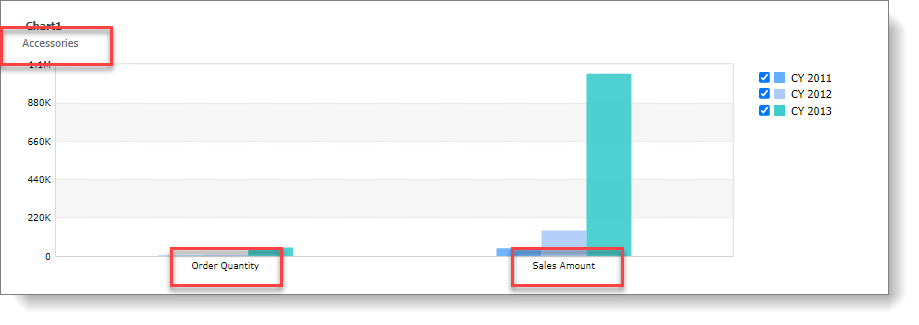 Chart1
Accessories
1.1M
880K
660K
440K
220K
0
Order Quantity
Sales Amount
CY 2011
CY 2012
CY 2013